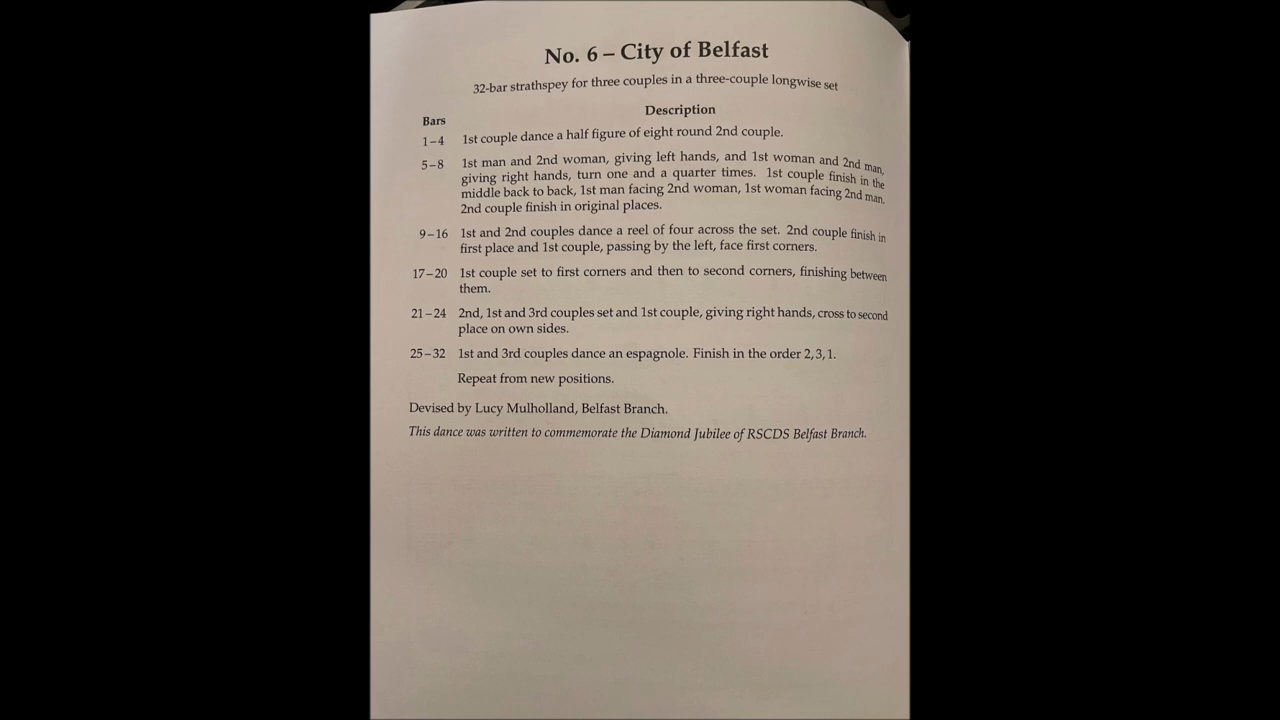 No. 6 – City of Belfast
32-bar strathspey for three couples in a three-couple longwise set
Bars Description
1–4 1st couple dance a half figure of eight round 2nd couple.
5–8 1st man and 2nd woman, giving left hands, and 1st woman and 2nd man,
giving right hands, turn one and a quarter times. 1st couple finish in the
middle back to back, 1st man facing 2nd woman, 1st woman facing 2nd man.
2nd couple finish in original places.
9–16 1st and 2nd couples dance a reel of four across the set. 2nd couple finish in
first place and 1st couple, passing by the left, face first corners.
17–20 1st couple set to first corners and then to second corners, finishing between
them.
21–24 2nd, 1st and 3rd couples set and 1st couple, giving right hands, cross to second
place on own sides.
25–32 1st and 3rd couples dance an espagnole. Finish in the order 2, 3, 1.
Repeat from new positions.
Devised by Lucy Mulholland, Belfast Branch.
This dance was written to commemorate the Diamond Jubilee of RSCDS Belfast Branch.